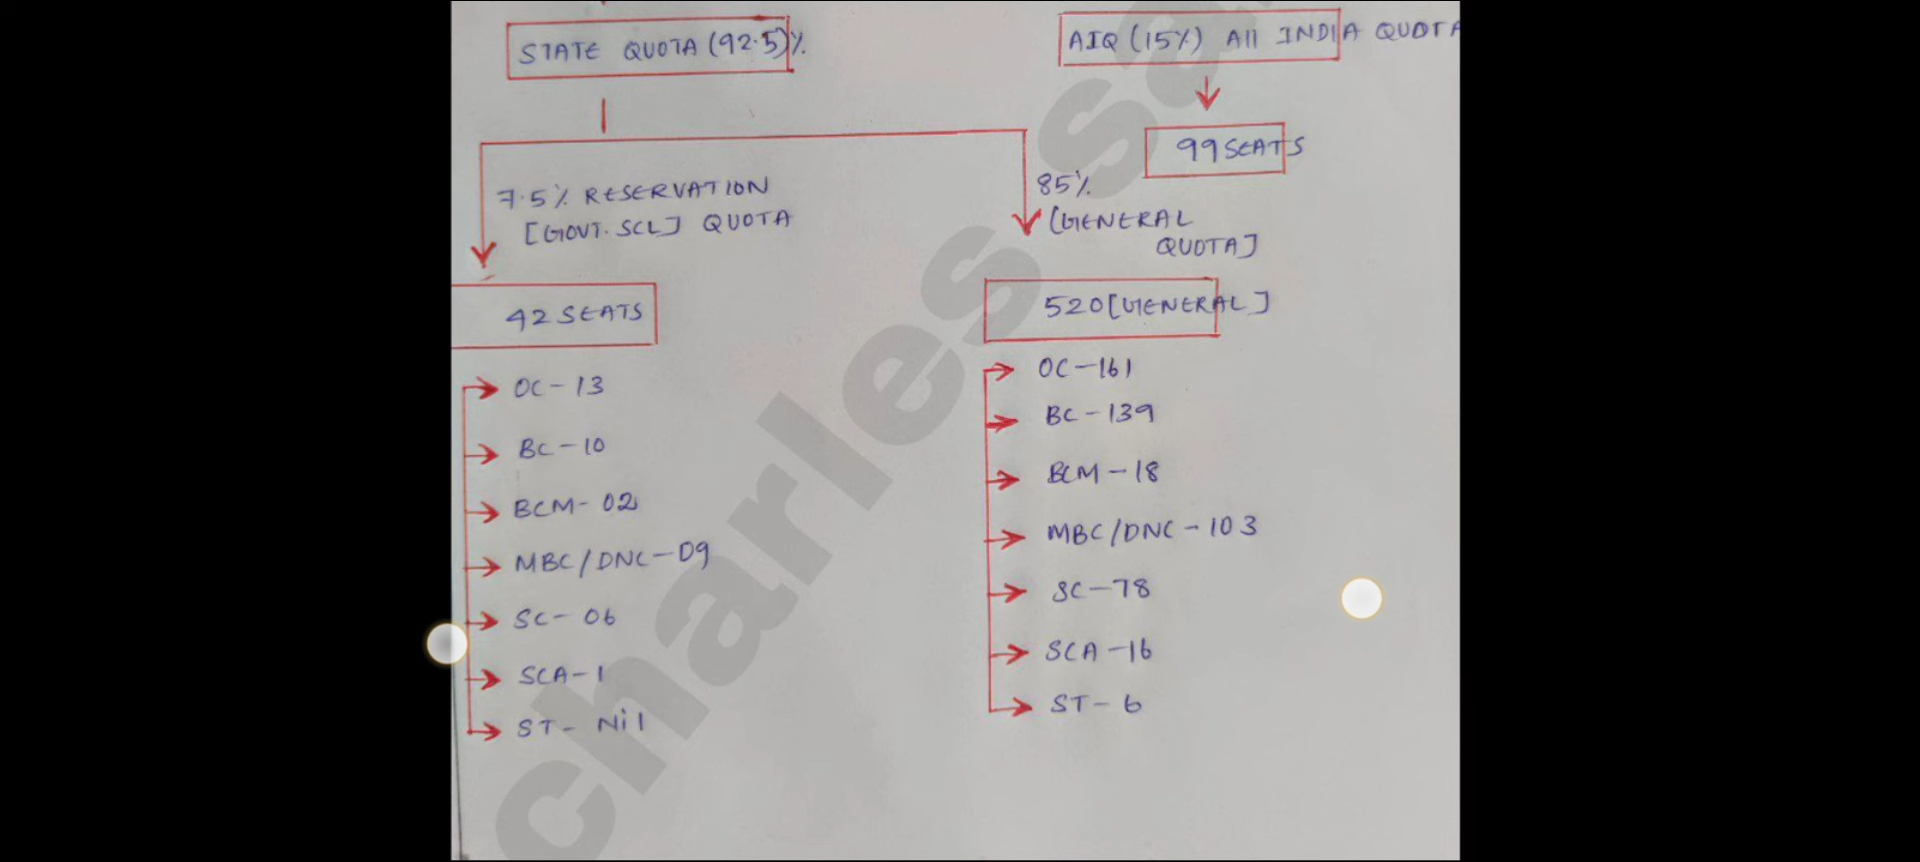 STATE QUOTA (92.5)%
AIQ (15%) All INDIA QUOTA
99 SEATS
7.5% RESERVATION
[GOVT. SCL] QUOTA
85%
[GENERAL
QUOTA]
42 SEATS
520 [GENERAL]
OC - 13
BC - 10
BCM - 02
MBC/DNC - 09
SC - 06
SCA - 1
ST - Nil
OC - 161
BC - 139
BCM - 18
MBC/DNC - 103
SC - 78
SCA - 16
ST - 6
charles sa